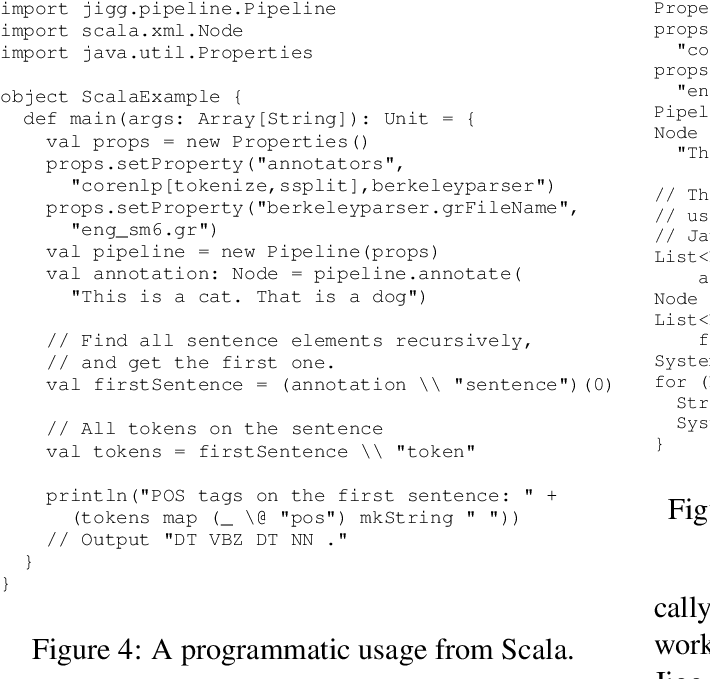 import jigg.pipeline.Pipeline
import scala.xml.Node
import java.util.Properties

object ScalaExample {
  def main(args: Array[String]): Unit = {
    val props = new Properties()
    props.setProperty("annotators",
      "corenlp[tokenize,ssplit],berkeleyparser")
    props.setProperty("berkeleyparser.grFileName",
      "eng_sm6.gr")
    val pipeline = new Pipeline(props)
    val annotation: Node = pipeline.annotate(
      "This is a cat. That is a dog")

    // Find all sentence elements recursively,
    // and get the first one.
    val firstSentence = (annotation \\ "sentence")(0)

    // All tokens on the sentence
    val tokens = firstSentence \\ "token"

    println("POS tags on the first sentence: " +
      (tokens map (_ \@ "pos") mkString " "))
    // Output "DT VBZ DT NN ."
  }
}
Figure 4: A programmatic usage from Scala.
Prope
props
"co
props
"en
Pipel
Node
"Th
// Th
// us
// Ja
List<
a
Node
List<
f
Syste
for (
Str
Sys
}
Fig
cally
work